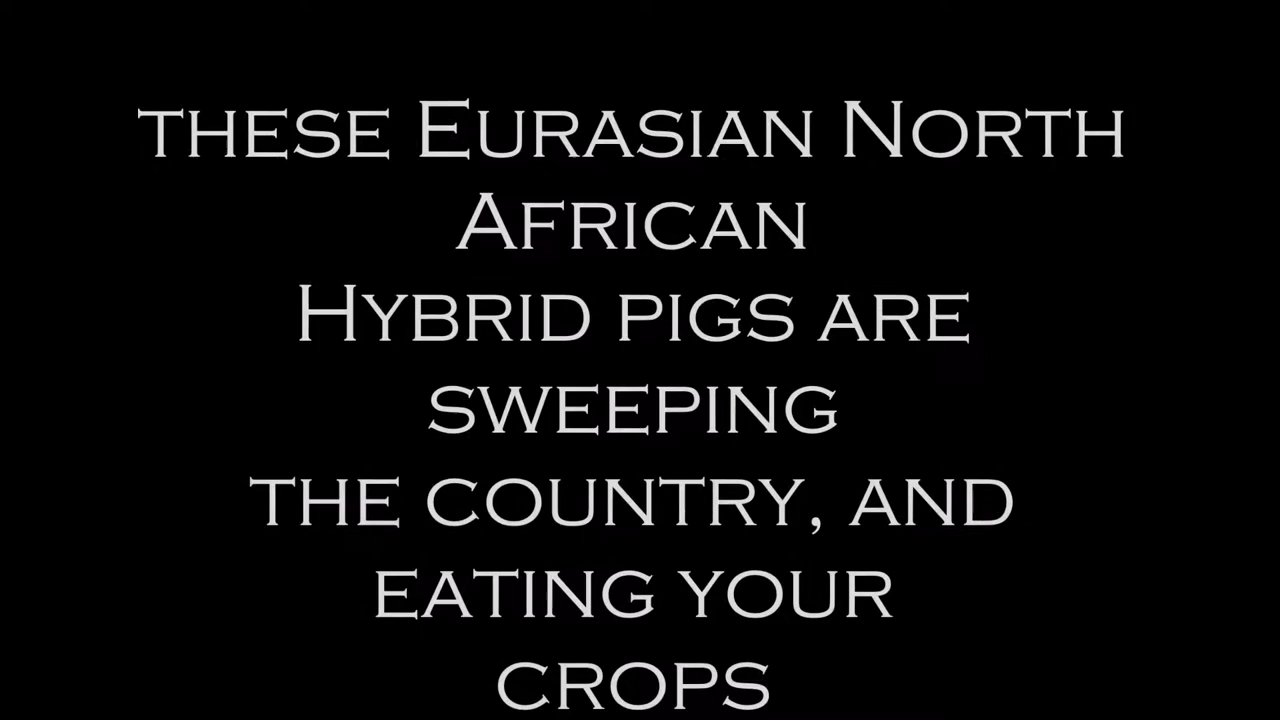 these Eurasian North
African
Hybrid pigs are
sweeping
the country, and
eating your
crops